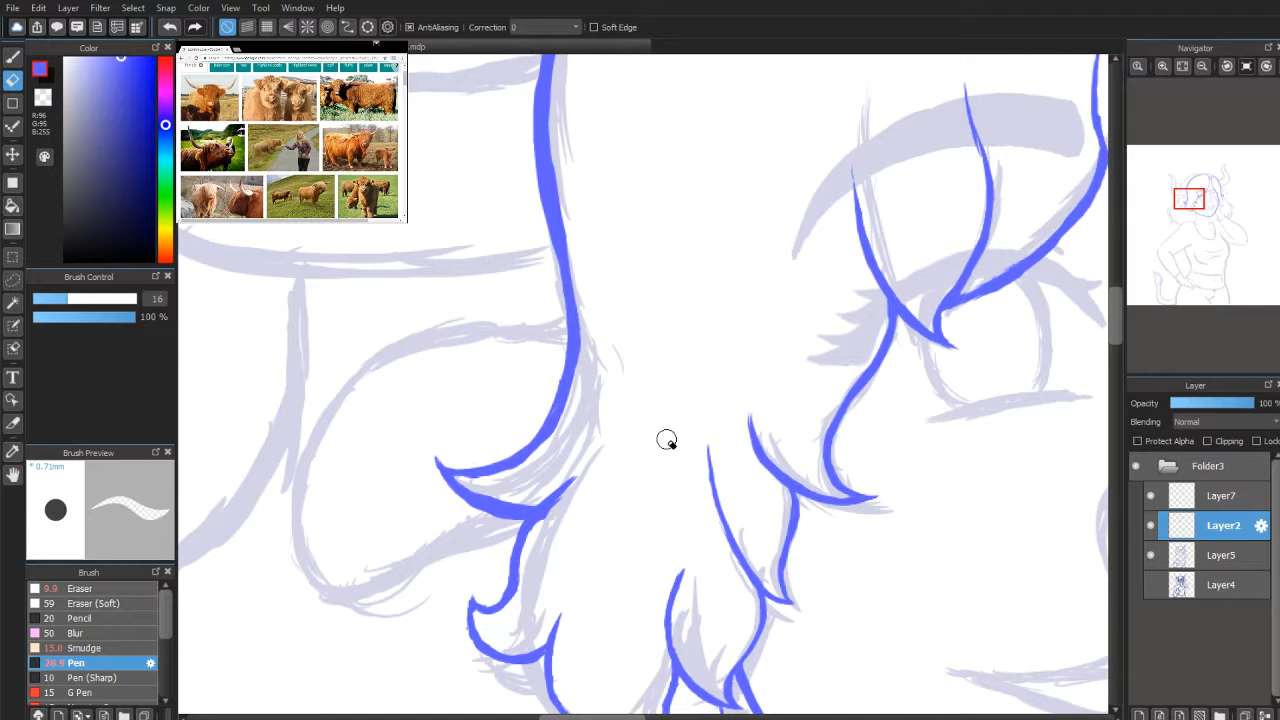 File Edit Layer Filter Select Snap Color View Tool Window Help
AntiAliasing Correction 0 Soft Edge
.mdp
Color
R:96
G:95
B:255
Brush Control
16
100 %
Brush Preview
* 0.71mm
Brush
9.9 Eraser
59 Eraser (Soft)
20 Pencil
50 Blur
15.0 Smudge
28.9 Pen
10 Pen (Sharp)
15 G Pen
Navigator
Layer
Opacity 100 %
Blending Normal
Protect Alpha Clipping Lock
Folder3
Layer7
Layer2
Layer5
Layer4